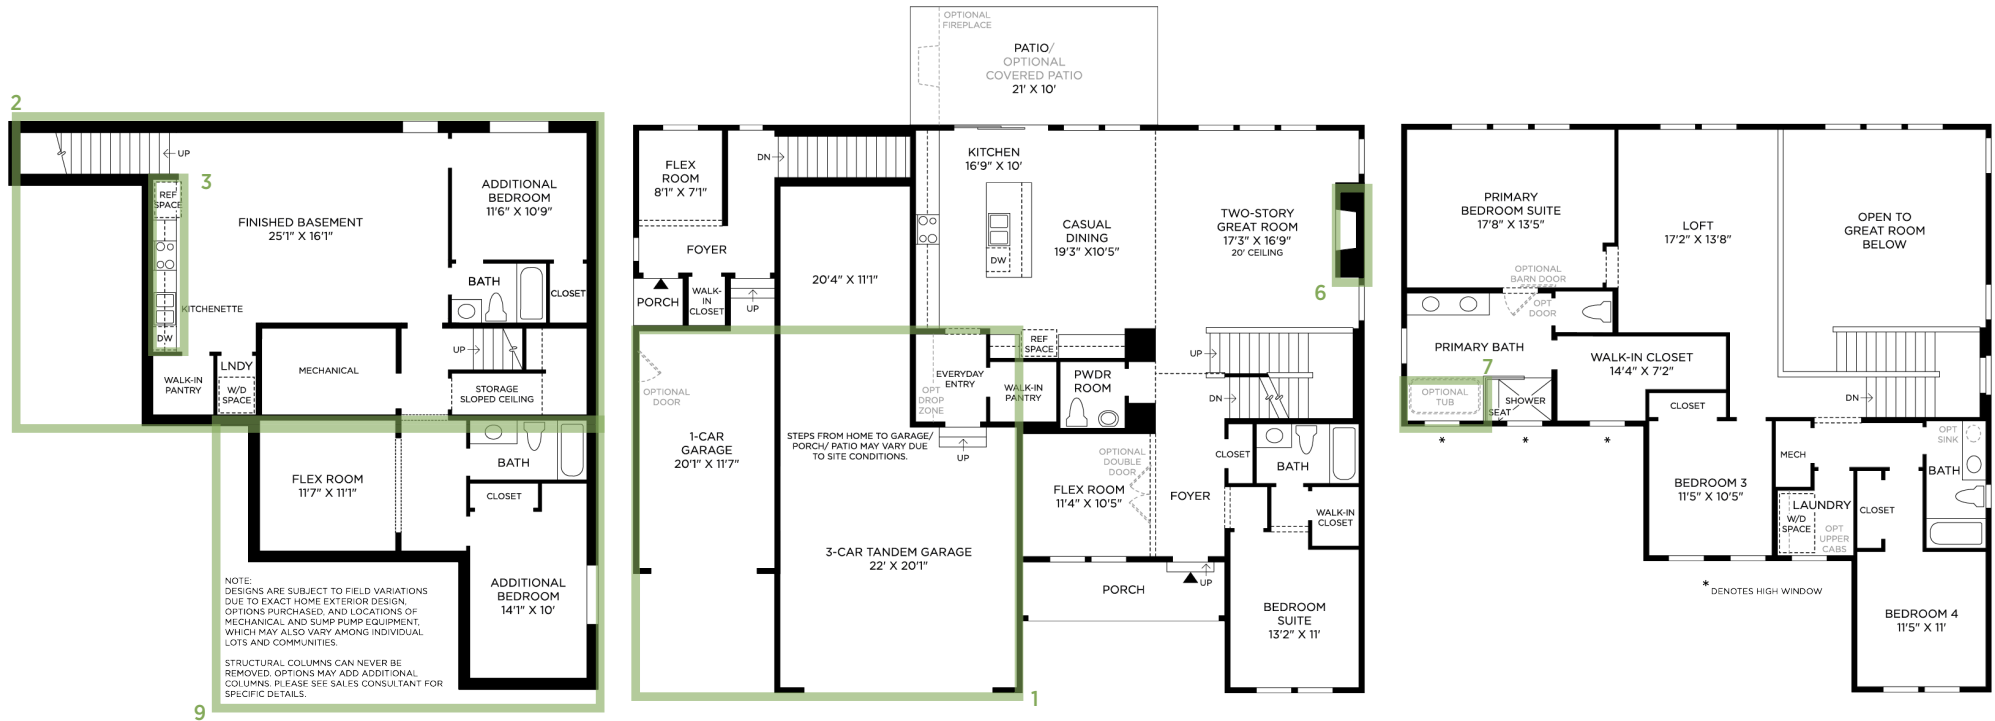 2
UP
3
REF
SPACE
ADDITIONAL
BEDROOM
11'6" X 10'9"
FINISHED BASEMENT
25'1" X 16'1"
BATH
CLOSET
KITCHENETTE
DW
UP
LNDY
W/D
SPACE
WALK-IN
PANTRY
MECHANICAL
STORAGE
SLOPED CEILING
FLEX ROOM
11'7" X 11'1"
BATH
CLOSET
ADDITIONAL
BEDROOM
14'1" X 10'
NOTE:
DESIGNS ARE SUBJECT TO FIELD VARIATIONS
DUE TO EXACT HOME EXTERIOR DESIGN,
OPTIONS PURCHASED, AND LOCATIONS OF
MECHANICAL AND SUMP PUMP EQUIPMENT,
WHICH MAY ALSO VARY AMONG INDIVIDUAL
LOTS AND COMMUNITIES.
STRUCTURAL COLUMNS CAN NEVER BE
REMOVED. OPTIONS MAY ADD ADDITIONAL
COLUMNS. PLEASE SEE SALES CONSULTANT FOR
SPECIFIC DETAILS.
9
OPTIONAL
FIREPLACE
PATIO/
OPTIONAL
COVERED PATIO
21' X 10'
FLEX
ROOM
8'1" X 7'1"
DN
KITCHEN
16'9" X 10'
DW
CASUAL
DINING
19'3" X10'5"
TWO-STORY
GREAT ROOM
17'3" X 16'9"
20' CEILING
6
FOYER
PORCH
WALK-
IN
CLOSET
UP
20'4" X 11'1"
OPTIONAL
DOOR
EVERYDAY
ENTRY
OPT
DROP
ZONE
REF
SPACE
WALK-IN
PANTRY
PWDR
ROOM
UP
DN
1-CAR
GARAGE
20'1" X 11'7"
STEPS FROM HOME TO GARAGE/
PORCH/ PATIO MAY VARY DUE
TO SITE CONDITIONS.
UP
OPTIONAL
DOUBLE
DOOR
FLEX ROOM
11'4" X 10'5"
FOYER
CLOSET
BATH
WALK-IN
CLOSET
3-CAR TANDEM GARAGE
22' X 20'1"
UP
PORCH
BEDROOM
SUITE
13'2" X 11'
1
PRIMARY
BEDROOM SUITE
17'8" X 13'5"
LOFT
17'2" X 13'8"
OPEN TO
GREAT ROOM
BELOW
OPTIONAL
BARN DOOR
OPT
DOOR
PRIMARY BATH
7
WALK-IN CLOSET
14'4" X 7'2"
OPTIONAL
TUB
SEAT
SHOWER
* * *
CLOSET
DN
MECH
OPT
SINK
BATH
BEDROOM 3
11'5" X 10'5"
LAUNDRY
W/D
SPACE
OPT
UPPER
CABS
CLOSET
* DENOTES HIGH WINDOW
BEDROOM 4
11'5" X 11'